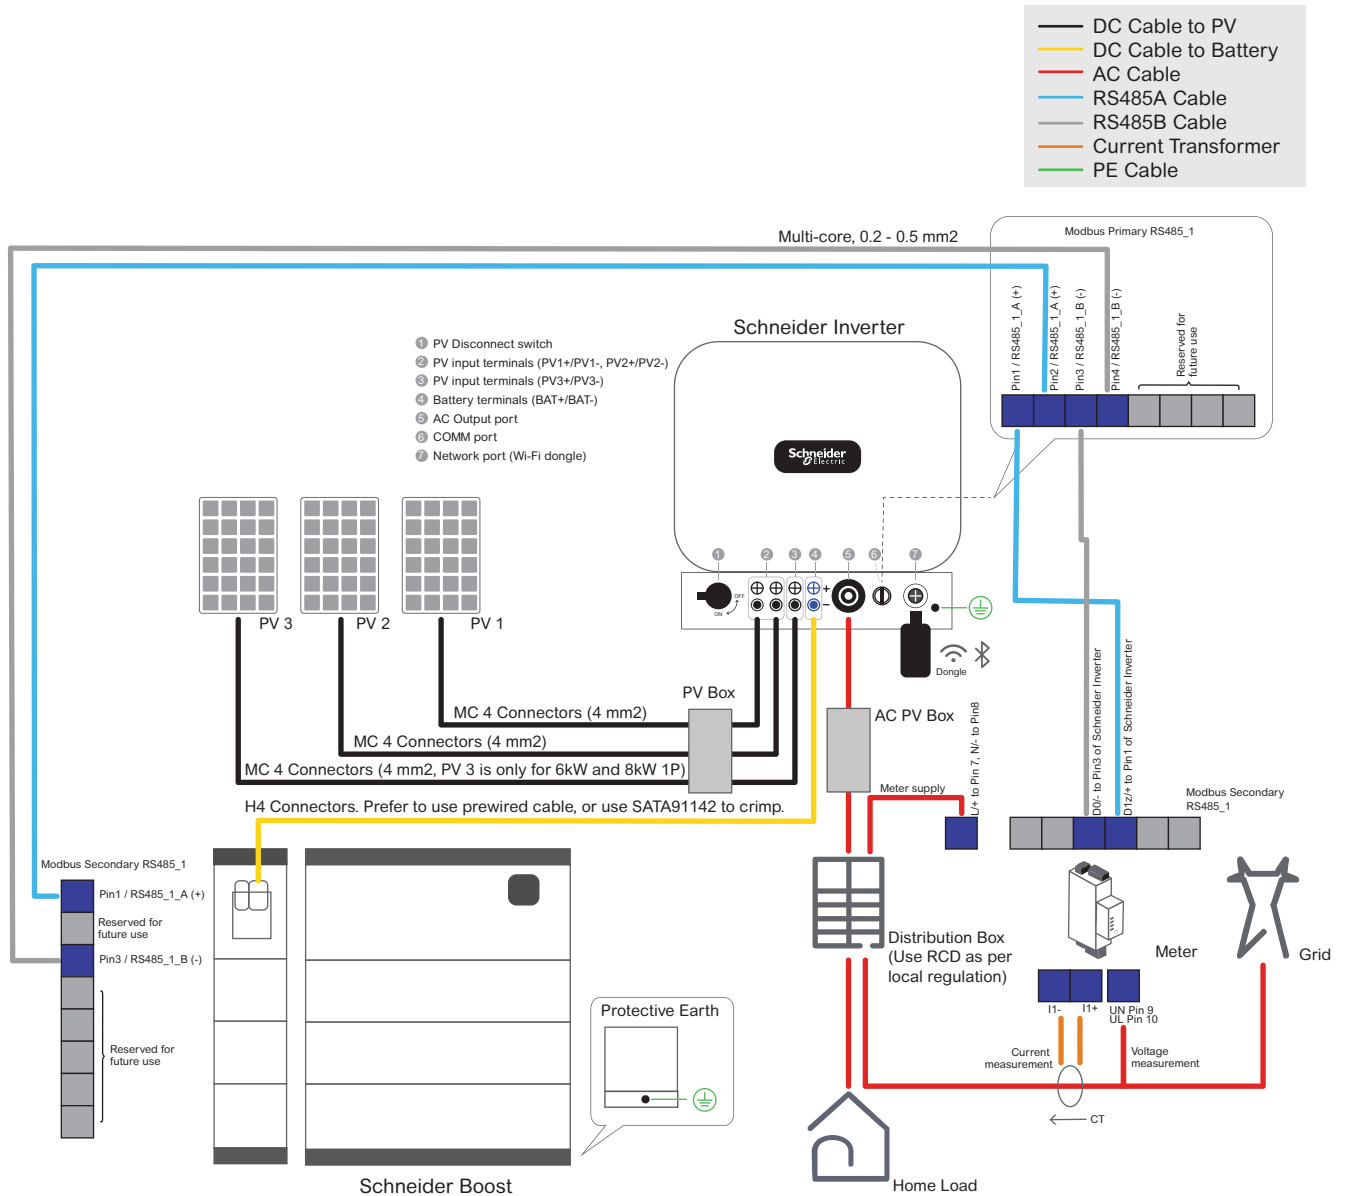 DC Cable to PV
DC Cable to Battery
AC Cable
RS485A Cable
RS485B Cable
Current Transformer
PE Cable
Multi-core, 0.2 - 0.5 mm2
Modbus Primary RS485_1
Pin1 / RS485_1_A (+)
Pin2 / RS485_1_A (+)
Pin3 / RS485_1_B (-)
Pin4 / RS485_1_B (-)
Reserved for
future use
Schneider Inverter
1 PV Disconnect switch
2 PV input terminals (PV1+/PV1-, PV2+/PV2-)
3 PV input terminals (PV3+/PV3-)
4 Battery terminals (BAT+/BAT-)
5 AC Output port
6 COMM port
7 Network port (Wi-Fi dongle)
Schneider
Electric
1 2 3 4 5 6 7
OFF
ON
+
–
Dongle
PV 3
PV 2
PV 1
PV Box
MC 4 Connectors (4 mm2)
MC 4 Connectors (4 mm2)
MC 4 Connectors (4 mm2, PV 3 is only for 6kW and 8kW 1P)
H4 Connectors. Prefer to use prewired cable, or use SATA91142 to crimp.
AC PV Box
Meter supply
L/+ to Pin 7, N/- to Pin8
D0/- to Pin3 of Schneider Inverter
D1z/+ to Pin1 of Schneider Inverter
Modbus Secondary
RS485_1
Modbus Secondary RS485_1
Pin1 / RS485_1_A (+)
Reserved for
future use
Pin3 / RS485_1_B (-)
Reserved for
future use
Distribution Box
(Use RCD as per
local regulation)
Meter
Grid
I1-
I1+
UN Pin 9
UL Pin 10
Current
measurement
Voltage
measurement
CT
Protective Earth
Home Load
Schneider Boost